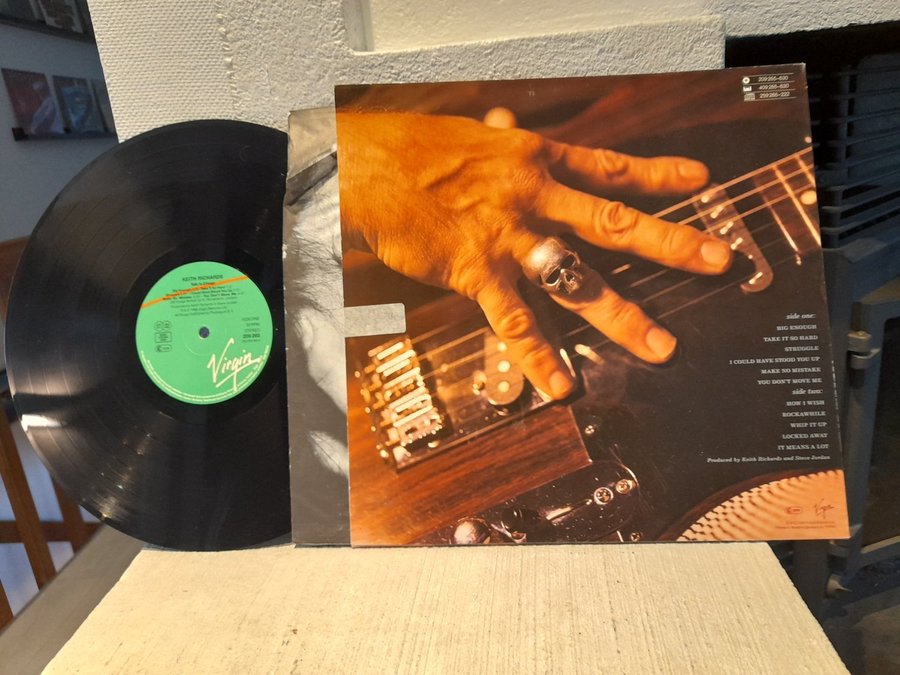 KEITH RICHARDS
Talk Is Cheap
Virgin
209 265-630
409 265-630
259 265-222
side one:
BIG ENOUGH
TAKE IT SO HARD
STRUGGLE
I COULD HAVE STOOD YOU UP
MAKE NO MISTAKE
YOU DON'T MOVE ME
side two:
HOW I WISH
ROCKAWHILE
WHIP IT UP
LOCKED AWAY
IT MEANS A LOT
Produced by Keith Richards and Steve Jordan
Virgin